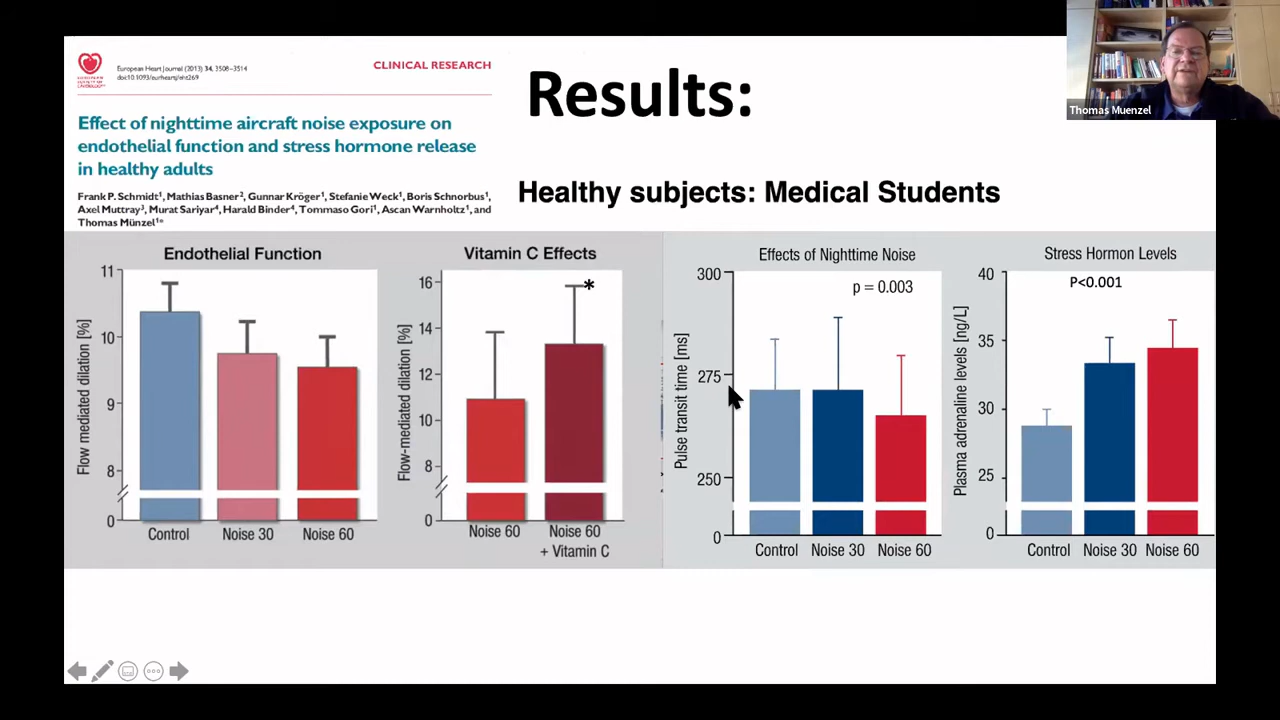 Thomas Muenzel
European Heart Journal (2013) 34, 3508–3514
doi:10.1093/eurheartj/eht269
CLINICAL RESEARCH
EUROPEAN
SOCIETY OF
CARDIOLOGY
Results:
Effect of nighttime aircraft noise exposure on
endothelial function and stress hormone release
in healthy adults
Frank P. Schmidt1, Mathias Basner2, Gunnar Kröger1, Stefanie Weck1, Boris Schnorbus1,
Axel Muttray3, Murat Sariyar4, Harald Binder4, Tommaso Gori1, Ascan Warnholtz1, and
Thomas Münzel1*
Healthy subjects: Medical Students
Endothelial Function
Flow mediated dilation [%]
11
10
9
8
0
Control
Noise 30
Noise 60
Vitamin C Effects
*
Flow-mediated dilation [%]
16
14
12
10
8
0
Noise 60
Noise 60
+ Vitamin C
Effects of Nighttime Noise
p = 0.003
Pulse transit time [ms]
300
275
250
0
Control
Noise 30
Noise 60
Stress Hormon Levels
P<0.001
Plasma adrenaline levels [ng/L]
40
35
30
25
0
Control
Noise 30
Noise 60